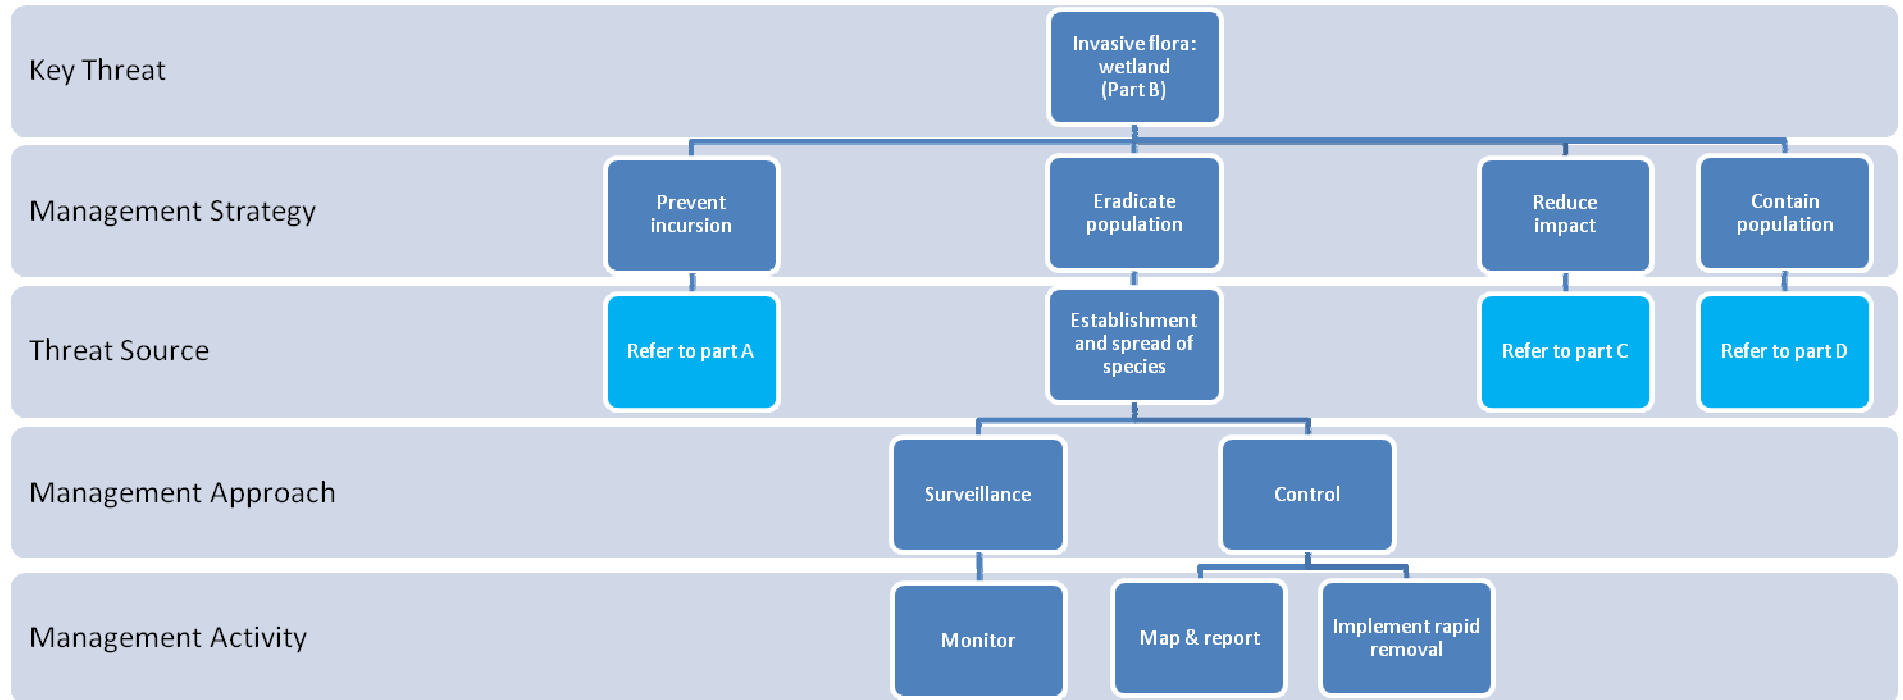 Key Threat
Invasive flora:
wetland
(Part B)
Management Strategy
Prevent
incursion
Eradicate
population
Reduce
impact
Contain
population
Threat Source
Refer to part A
Establishment
and spread of
species
Refer to part C
Refer to part D
Management Approach
Surveillance
Control
Management Activity
Monitor
Map & report
Implement rapid
removal